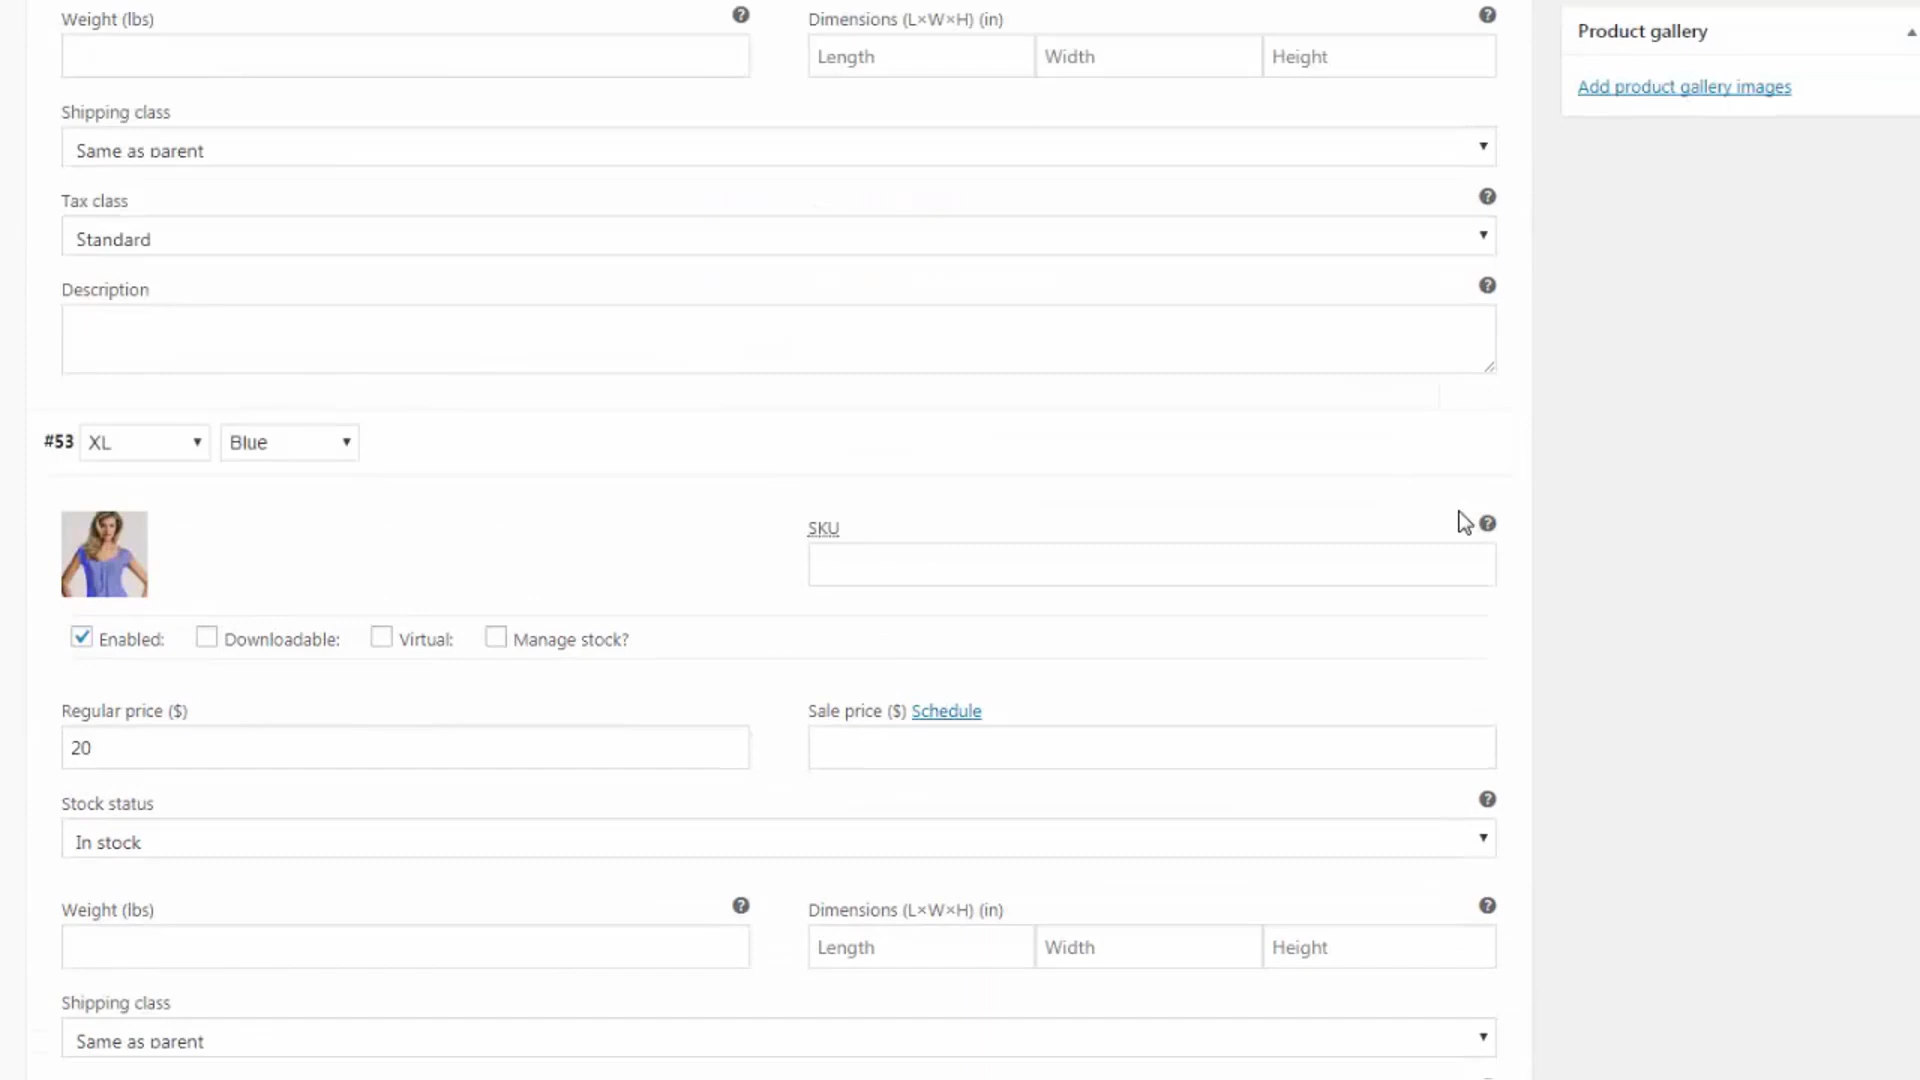 Weight (lbs)
Dimensions (L×W×H) (in)
Length Width Height
Shipping class
Same as parent
Tax class
Standard
Description
#53 XL Blue
SKU
Enabled: Downloadable: Virtual: Manage stock?
Regular price ($)
Sale price ($) Schedule
20
Stock status
In stock
Weight (lbs)
Dimensions (L×W×H) (in)
Length Width Height
Shipping class
Same as parent
Product gallery
Add product gallery images